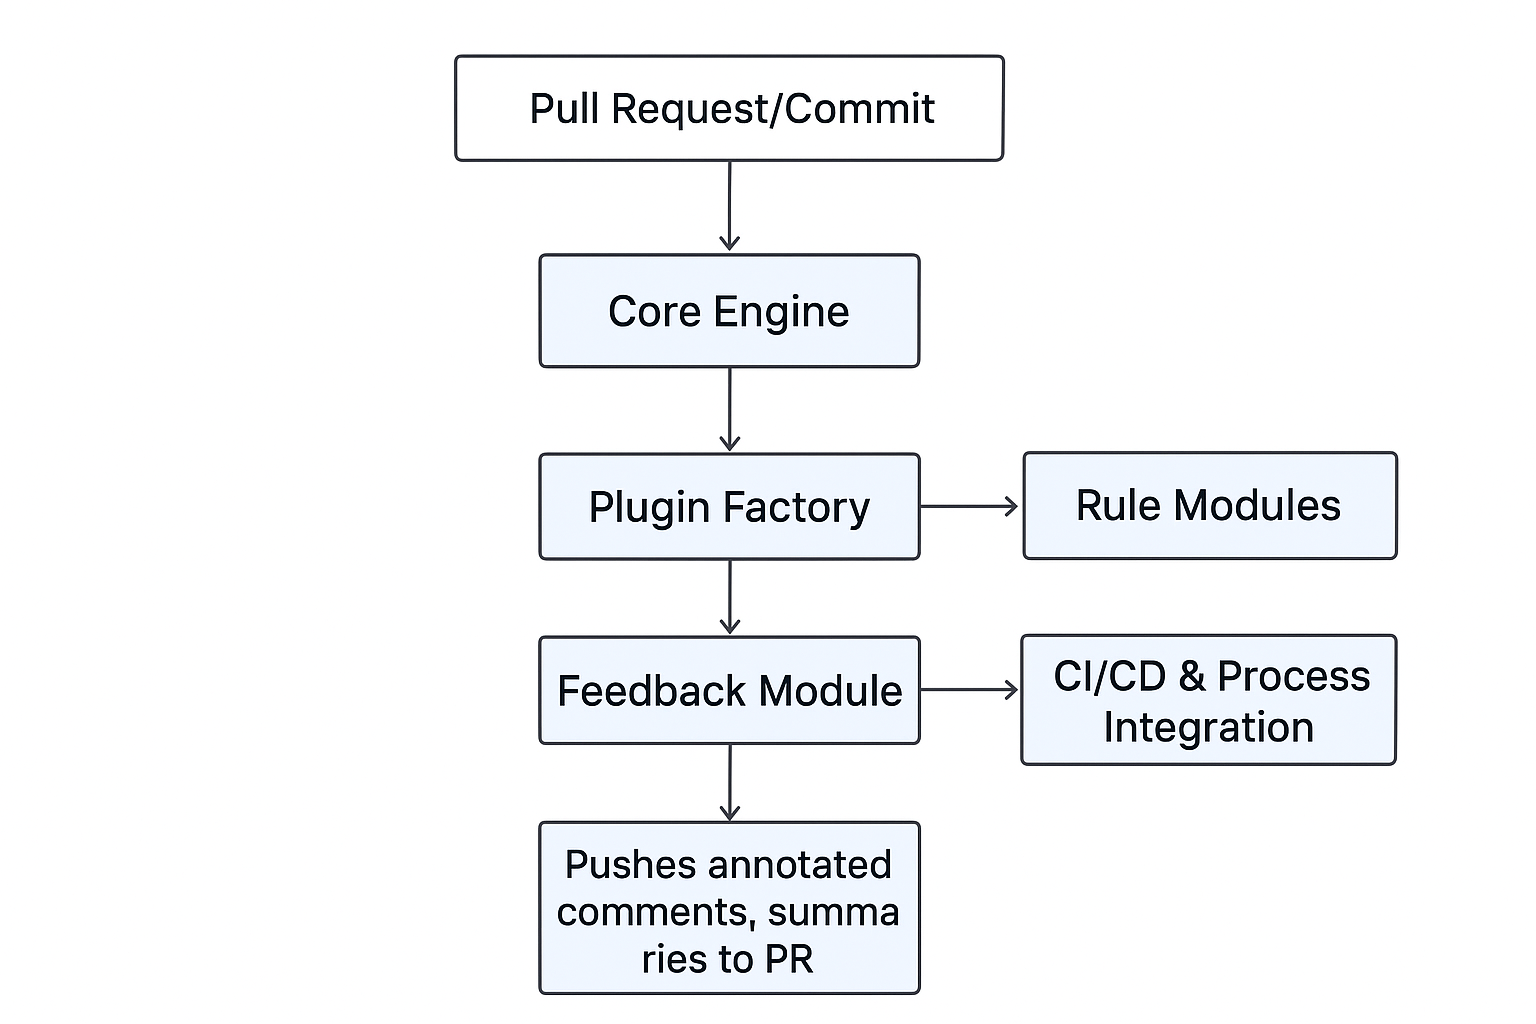 Pull Request/Commit
Core Engine
Plugin Factory
Rule Modules
Feedback Module
CI/CD & Process
Integration
Pushes annotated
comments, summa
ries to PR